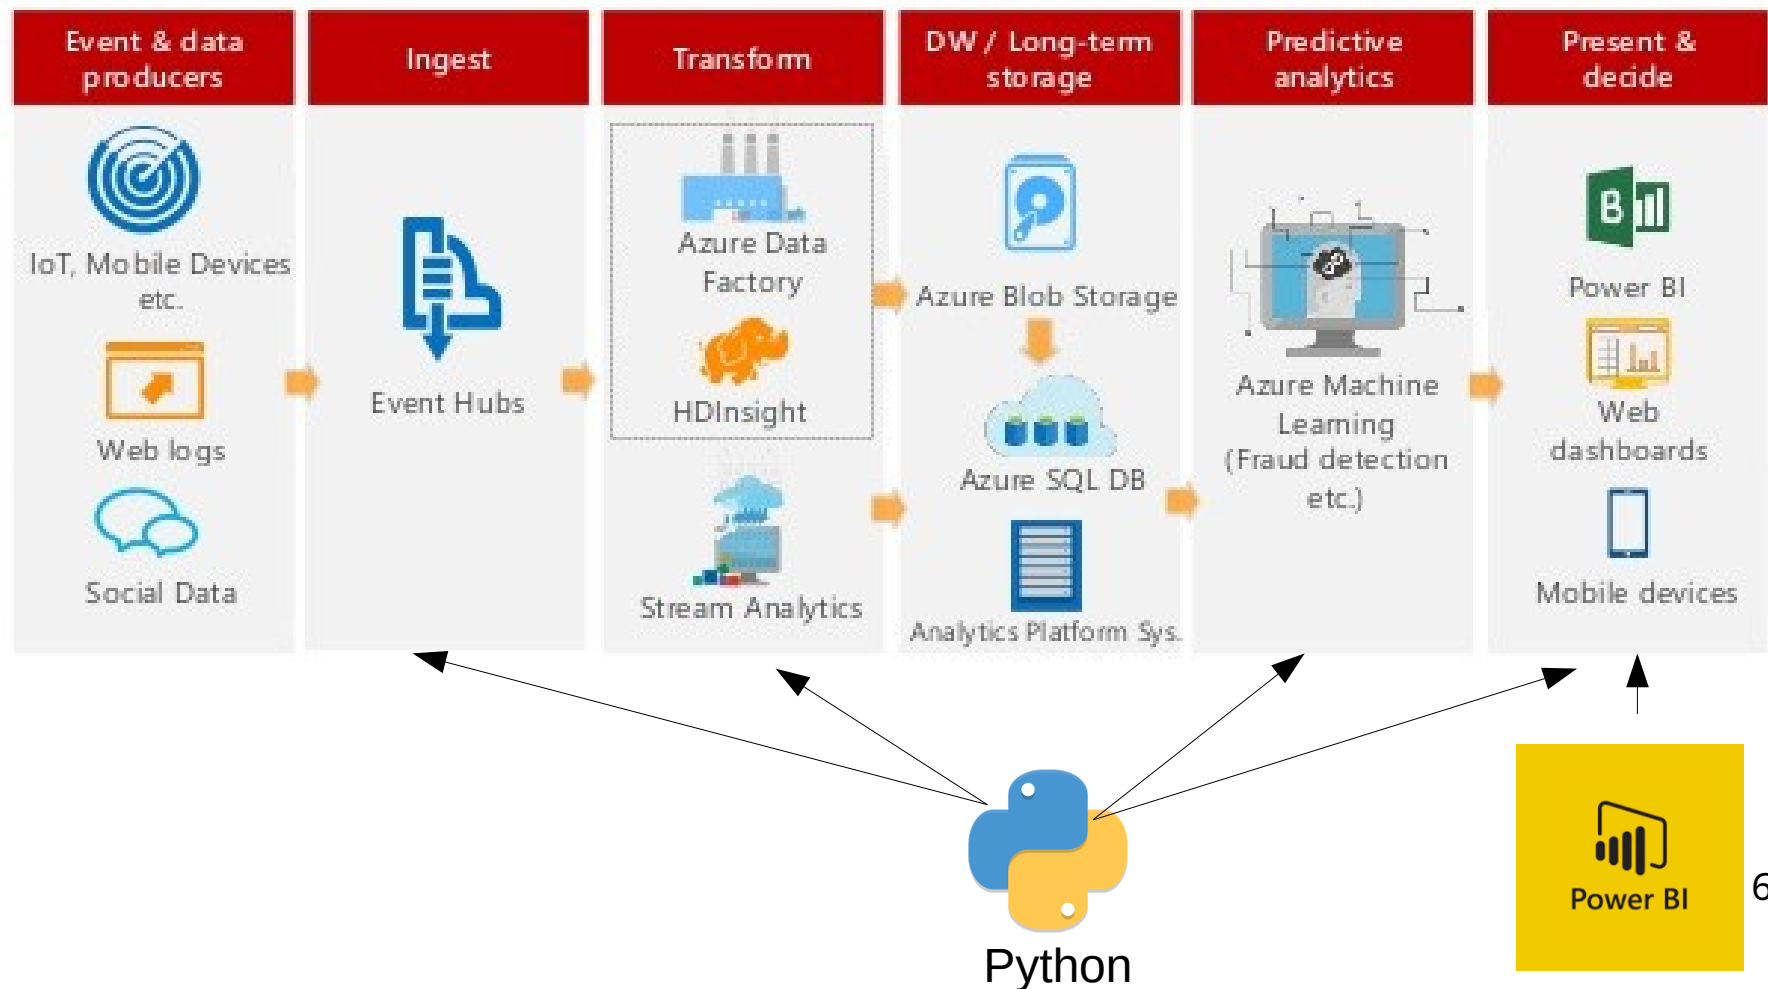 Event & data
producers
Ingest
Transform
DW / Long-term
storage
Predictive
analytics
Present &
decide
IoT, Mobile Devices
etc.
Web logs
Social Data
Event Hubs
Azure Data
Factory
HDInsight
Stream Analytics
Azure Blob Storage
Azure SQL DB
Analytics Platform Sys.
Azure Machine
Learning
(Fraud detection
etc.)
B
Power BI
Web
dashboards
Mobile devices
Python
Power BI
6